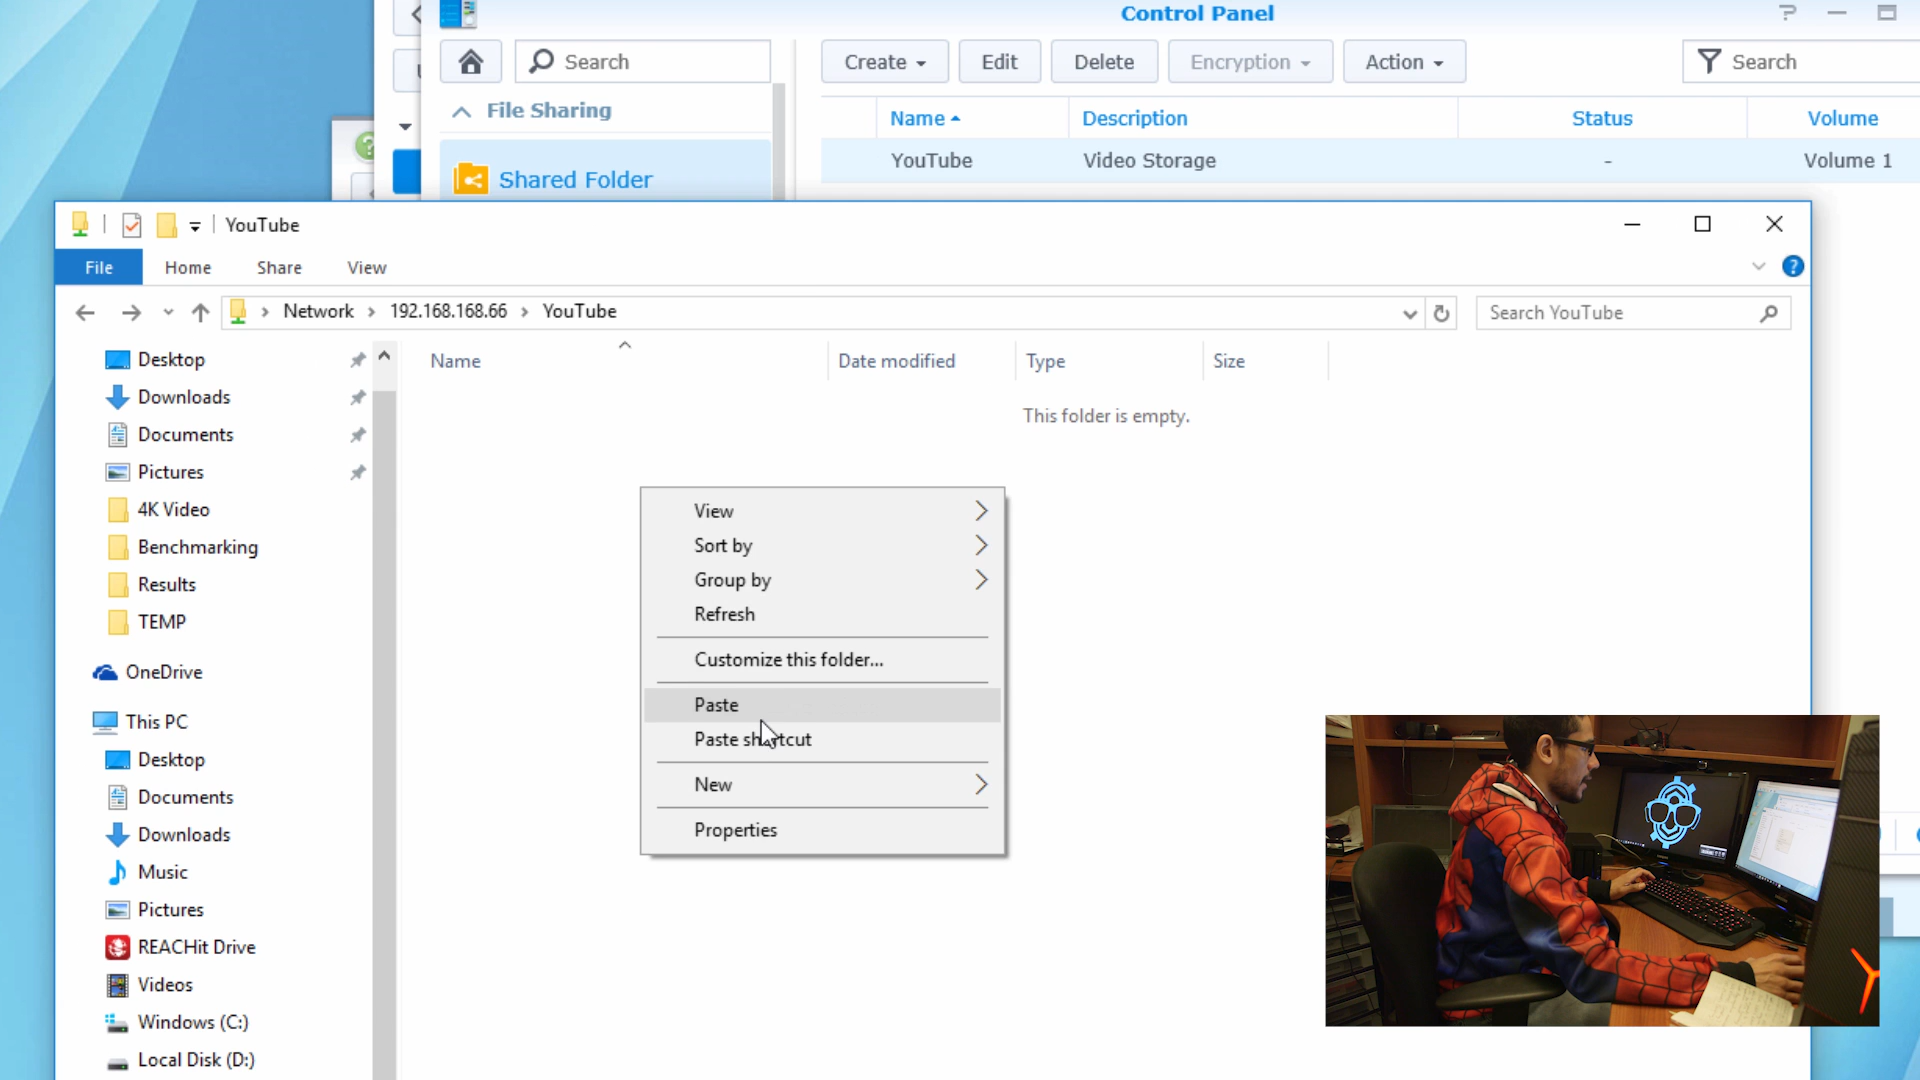 Control Panel
Search
Create
Edit
Delete
Encryption
Action
Search
File Sharing
Name
Description
Status
Volume
Shared Folder
YouTube
Video Storage
-
Volume 1
YouTube
File
Home
Share
View
Network
192.168.168.66
YouTube
Search YouTube
Name
Date modified
Type
Size
This folder is empty.
Desktop
Downloads
Documents
Pictures
4K Video
Benchmarking
Results
TEMP
OneDrive
This PC
Desktop
Documents
Downloads
Music
Pictures
REACHit Drive
Videos
Windows (C:)
Local Disk (D:)
View
Sort by
Group by
Refresh
Customize this folder...
Paste
Paste shortcut
New
Properties